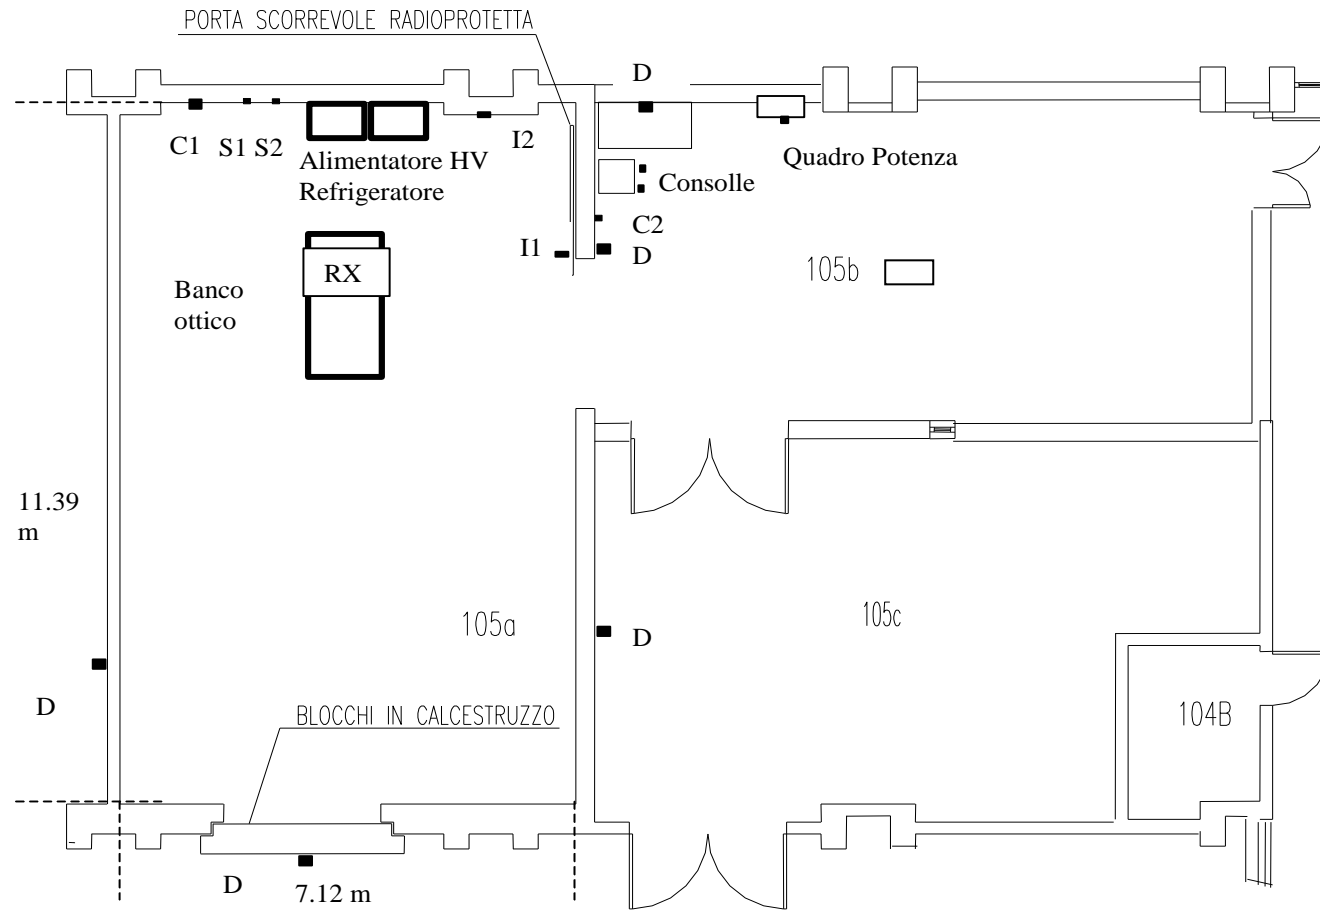 PORTA SCORREVOLE RADIOPROTETTA
D
C1
S1 S2
I2
Alimentatore HV
Refrigeratore
Quadro Potenza
Consolle
C2
I1
D
RX
105b
Banco
ottico
11.39
m
105a
105c
D
D
BLOCCHI IN CALCESTRUZZO
104B
D
7.12 m